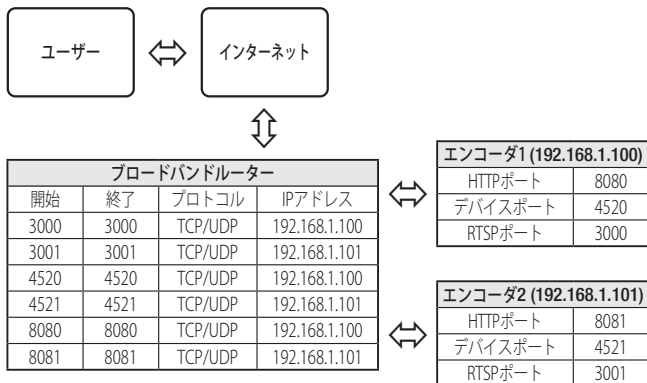 ユーザー
インターネット
ブロードバンドルーター
開始 終了 プロトコル IPアドレス
3000 3000 TCP/UDP 192.168.1.100
3001 3001 TCP/UDP 192.168.1.101
4520 4520 TCP/UDP 192.168.1.100
4521 4521 TCP/UDP 192.168.1.101
8080 8080 TCP/UDP 192.168.1.100
8081 8081 TCP/UDP 192.168.1.101
エンコーダ1 (192.168.1.100)
HTTPポート 8080
デバイスポート 4520
RTSPポート 3000
エンコーダ2 (192.168.1.101)
HTTPポート 8081
デバイスポート 4521
RTSPポート 3001